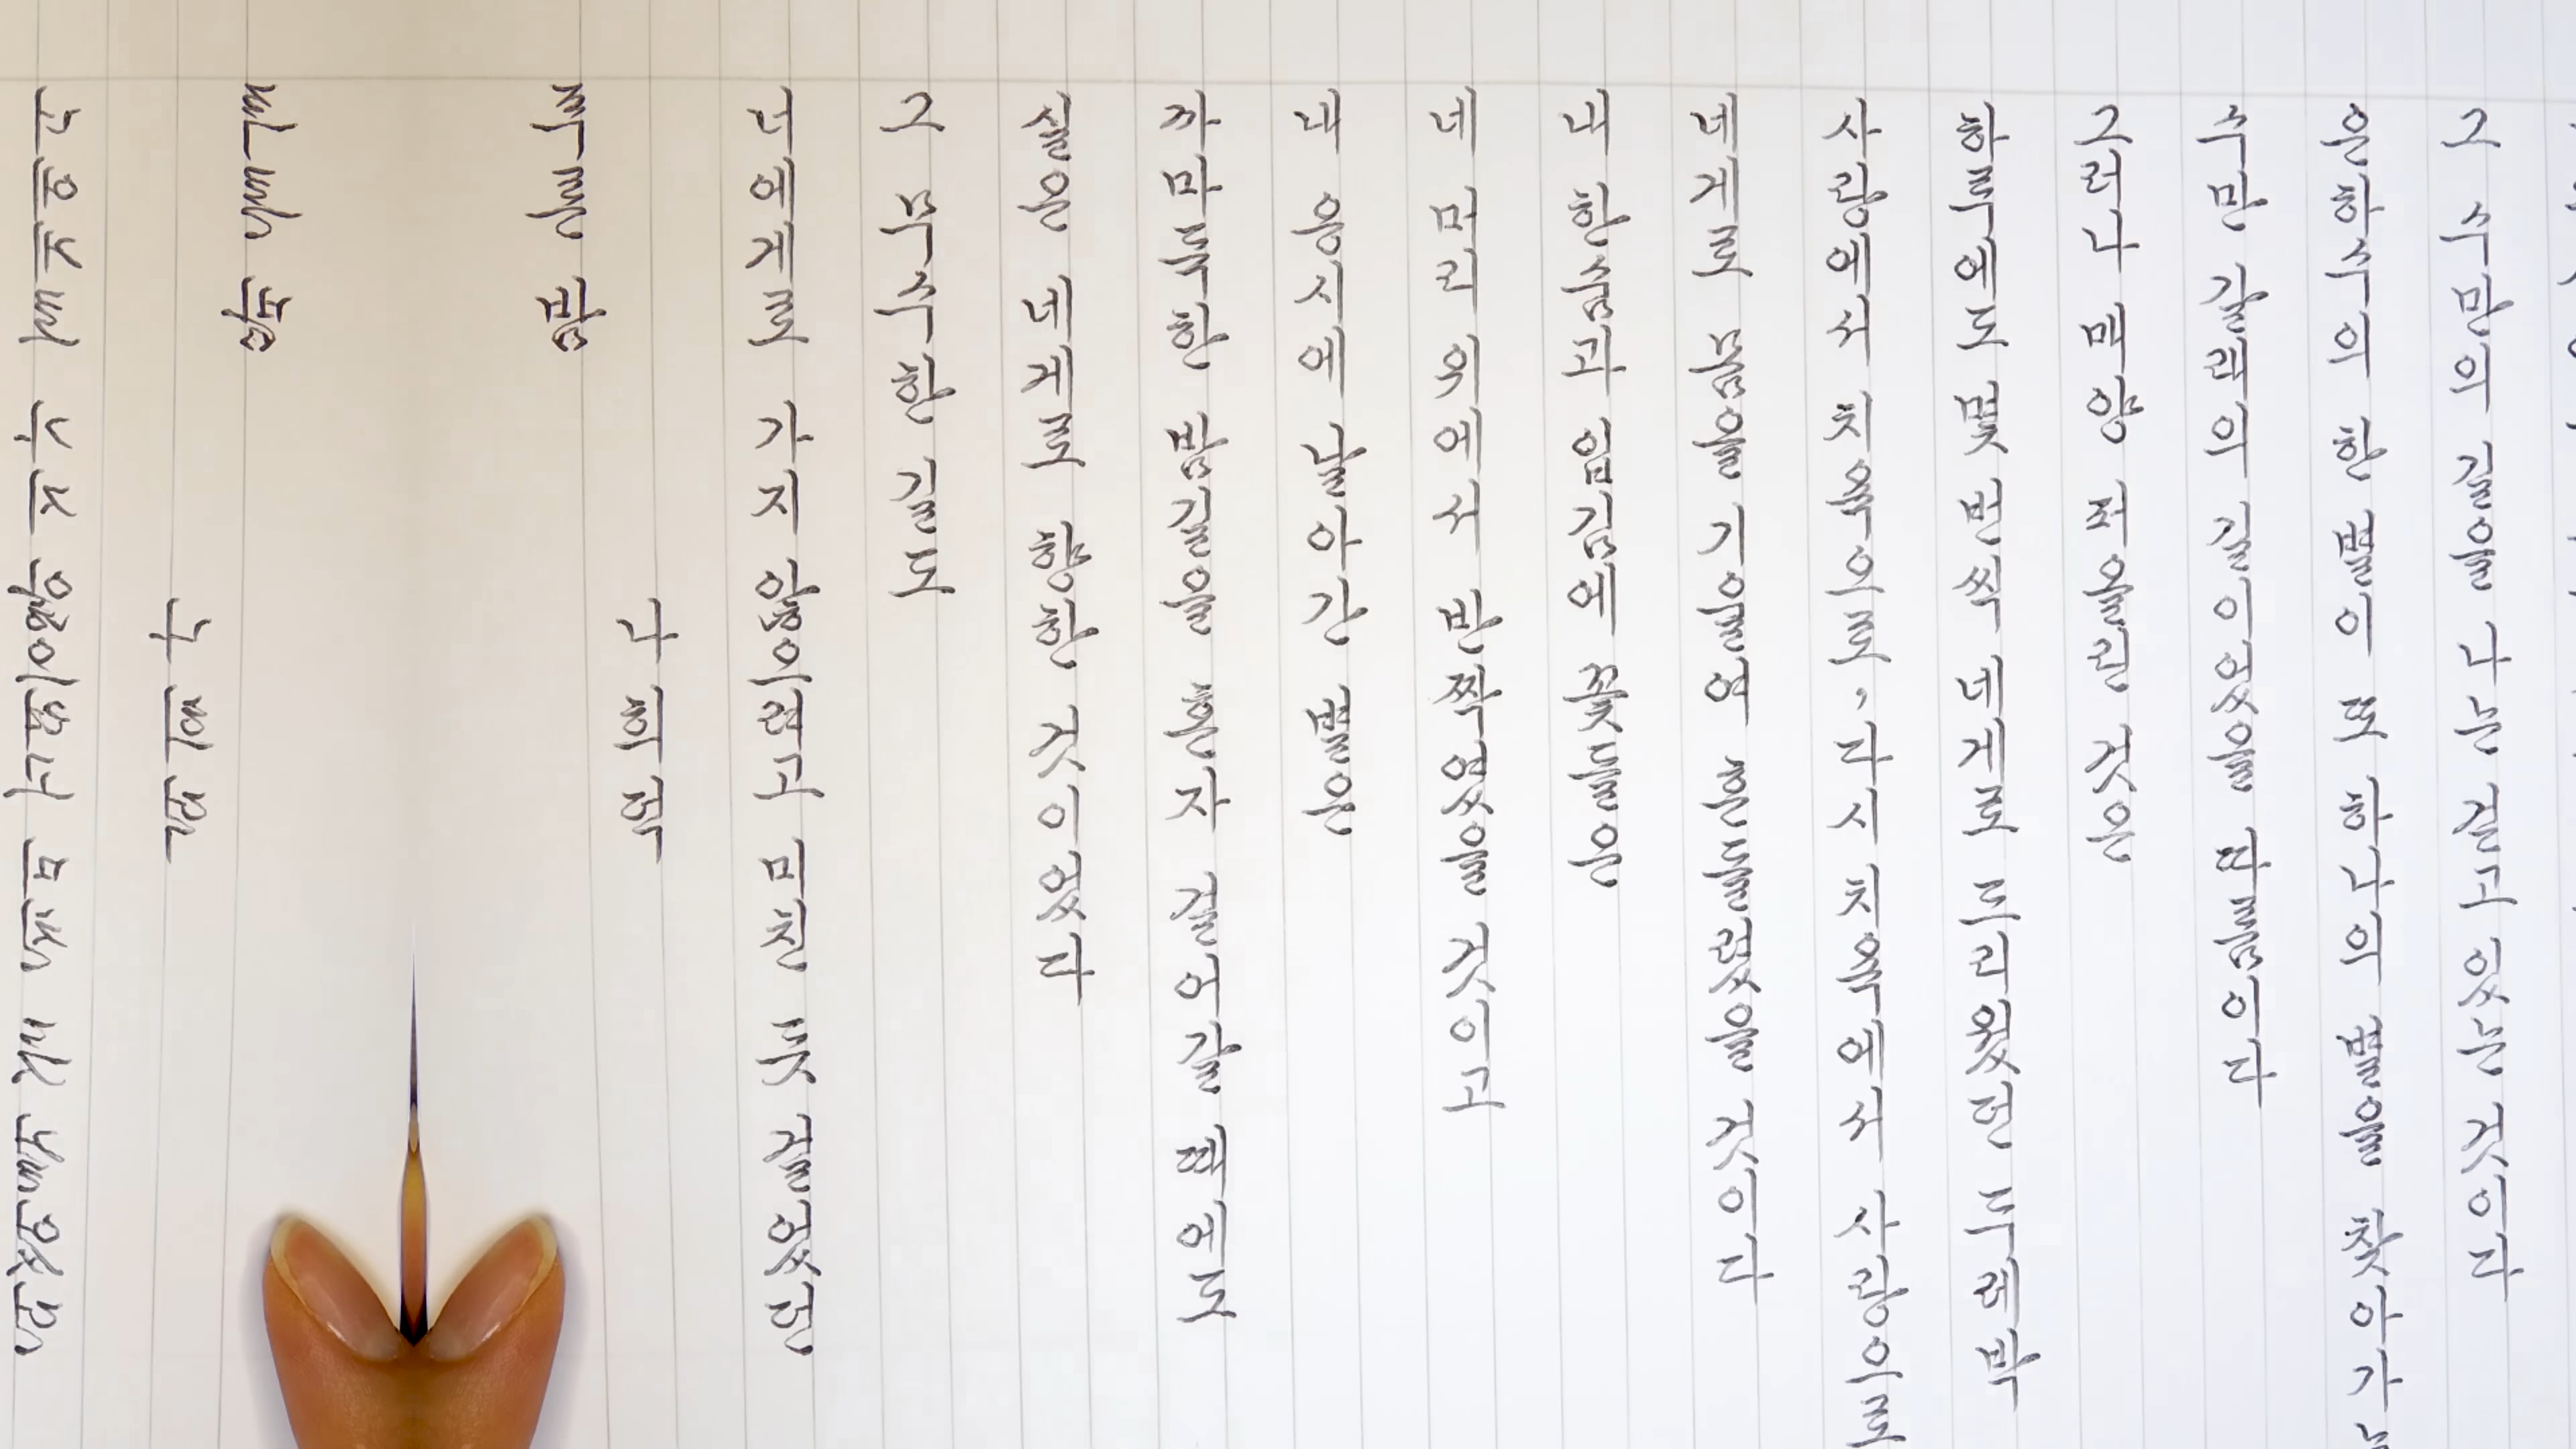 푸른 밤
나희덕
너에게로 가지 않으려고 미친 듯 걸었던
그 무수한 길도
실은 네게로 향한 것이었다
까마득한 밤길을 혼자 걸어갈 때에도
내 응시에 날아간 별은
네 머리 위에서 반짝였을 것이고
내 한숨과 입김에 꽃들은
네게로 몸을 기울여 흔들렸을 것이다
사랑에서 치욕으로, 다시 치욕에서 사랑으로
하루에도 몇 번씩 네게로 드리웠던 두레박
그러나 매양 퍼올린 것은
수만 갈래의 길이었을 따름이다
은하수의 한 별이 또 하나의 별을 찾아가
그 수만의 길을 나는 걷고 있는 것이다